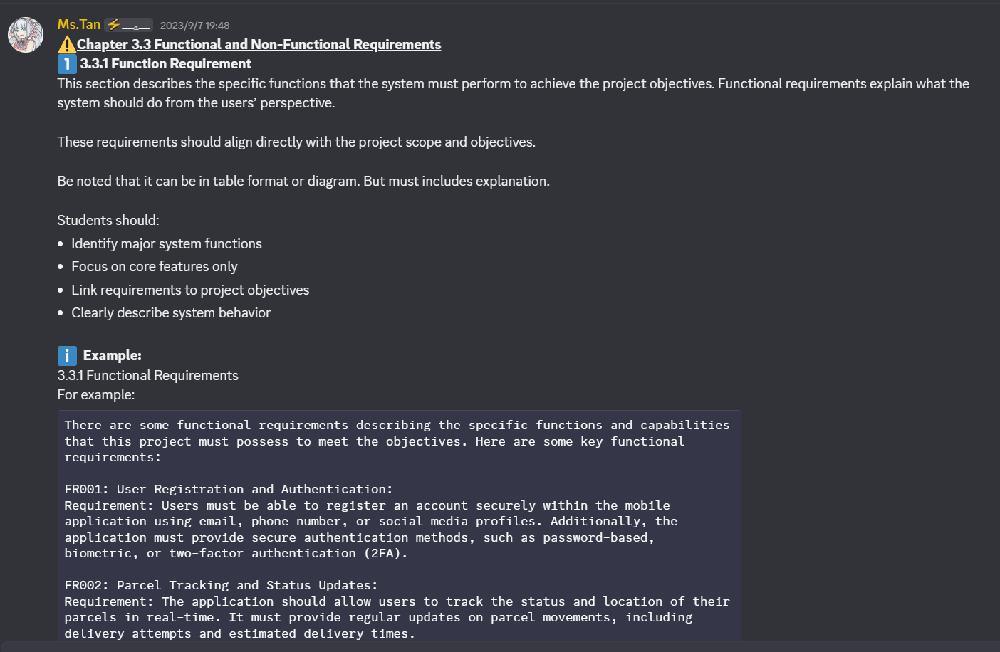 Ms.Tan 2023/9/7 19:48
⚠️Chapter 3.3 Functional and Non-Functional Requirements
1 3.3.1 Function Requirement
This section describes the specific functions that the system must perform to achieve the project objectives. Functional requirements explain what the
system should do from the users’ perspective.
These requirements should align directly with the project scope and objectives.
Be noted that it can be in table format or diagram. But must includes explanation.
Students should:
• Identify major system functions
• Focus on core features only
• Link requirements to project objectives
• Clearly describe system behavior
i Example:
3.3.1 Functional Requirements
For example:
There are some functional requirements describing the specific functions and capabilities
that this project must possess to meet the objectives. Here are some key functional
requirements:
FR001: User Registration and Authentication:
Requirement: Users must be able to register an account securely within the mobile
application using email, phone number, or social media profiles. Additionally, the
application must provide secure authentication methods, such as password-based,
biometric, or two-factor authentication (2FA).
FR002: Parcel Tracking and Status Updates:
Requirement: The application should allow users to track the status and location of their
parcels in real-time. It must provide regular updates on parcel movements, including
delivery attempts and estimated delivery times.